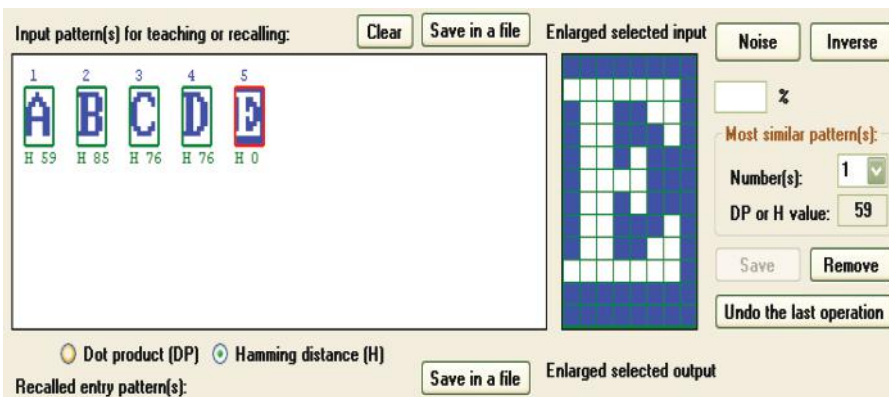 Input pattern(s) for teaching or recalling: Clear Save in a file Enlarged selected input Noise Inverse
1 2 3 4 5
A B C D E
H 59 H 85 H 76 H 76 H 0
%
Most similar pattern(s):
Number(s): 1
DP or H value: 59
Save Remove
Undo the last operation
Dot product (DP) Hamming distance (H)
Recalled entry pattern(s): Save in a file Enlarged selected output